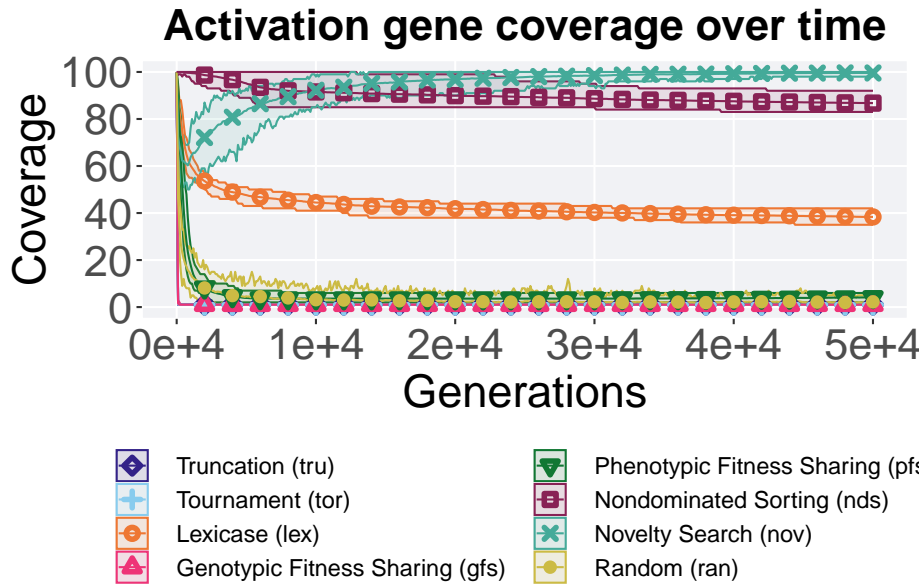 Activation gene coverage over time
100
80
60
40
20
0
Coverage
0e+4 1e+4 2e+4 3e+4 4e+4 5e+4
Generations
Truncation (tru)
Tournament (tor)
Lexicase (lex)
Genotypic Fitness Sharing (gfs)
Phenotypic Fitness Sharing (pfs
Nondominated Sorting (nds)
Novelty Search (nov)
Random (ran)